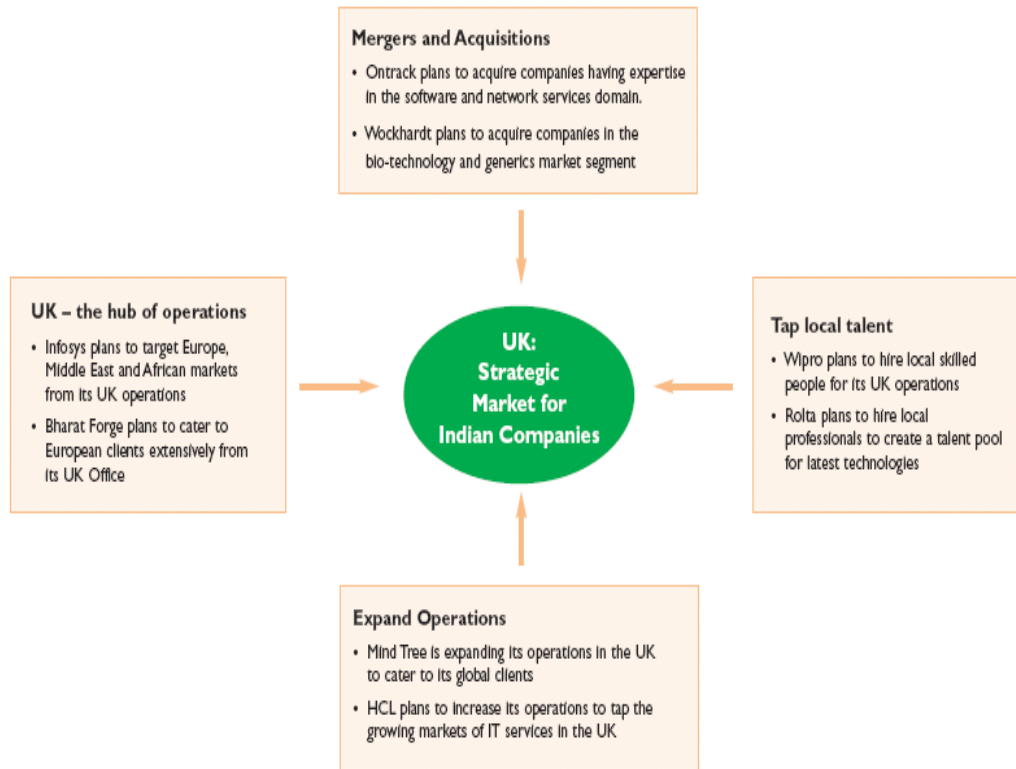 Mergers and Acquisitions
• Ontrack plans to acquire companies having expertise
in the software and network services domain.
• Wockhardt plans to acquire companies in the
bio-technology and generics market segment
UK – the hub of operations
• Infosys plans to target Europe,
Middle East and African markets
from its UK operations
• Bharat Forge plans to cater to
European clients extensively from
its UK Office
UK:
Strategic
Market for
Indian Companies
Tap local talent
• Wipro plans to hire local skilled
people for its UK operations
• Rolta plans to hire local
professionals to create a talent pool
for latest technologies
Expand Operations
• Mind Tree is expanding its operations in the UK
to cater to its global clients
• HCL plans to increase its operations to tap the
growing markets of IT services in the UK